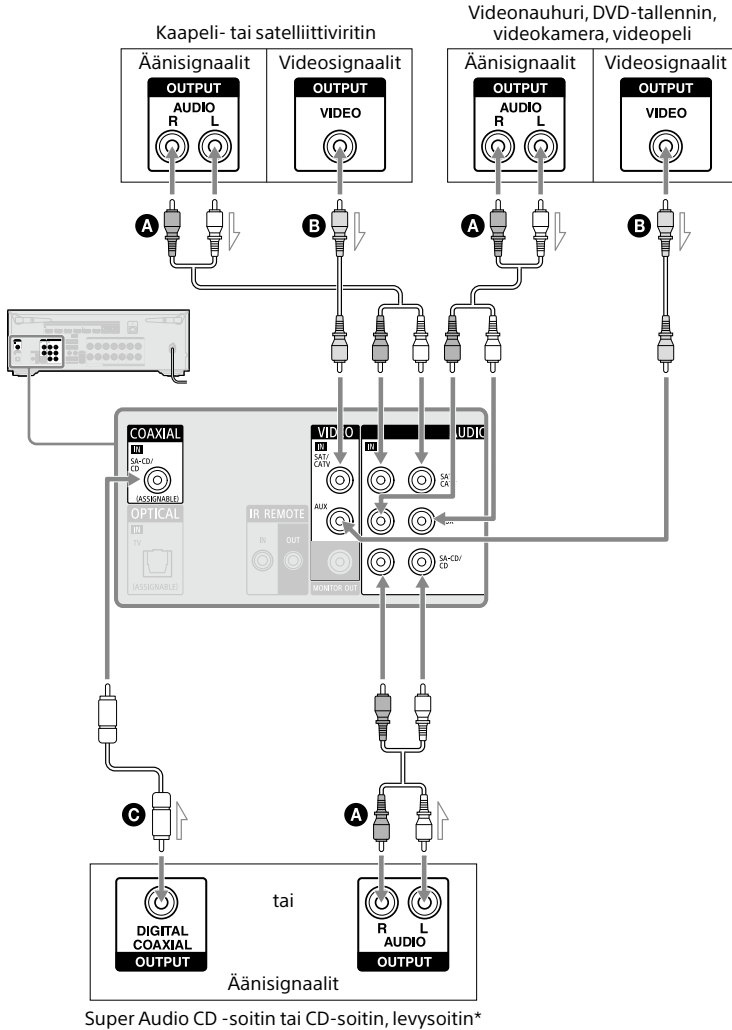 Kaapeli- tai satelliittiviritin
Äänisignaalit
Videosignaalit
OUTPUT
AUDIO
R
L
OUTPUT
VIDEO
Videonauhuri, DVD-tallennin,
videokamera, videopeli
Äänisignaalit
Videosignaalit
OUTPUT
AUDIO
R
L
OUTPUT
VIDEO
A
B
A
B
COAXIAL
IN
SA-CD/
CD
(ASSIGNABLE)
OPTICAL
IN
TV
(ASSIGNABLE)
IR REMOTE
IN
OUT
VIDEO
IN
SAT/
CATV
AUX
MONITOR OUT
IN
AUDIO
SA-CD/
CD
C
A
DIGITAL
COAXIAL
OUTPUT
tai
R
L
AUDIO
OUTPUT
Äänisignaalit
Super Audio CD -soitin tai CD-soitin, levysoitin*